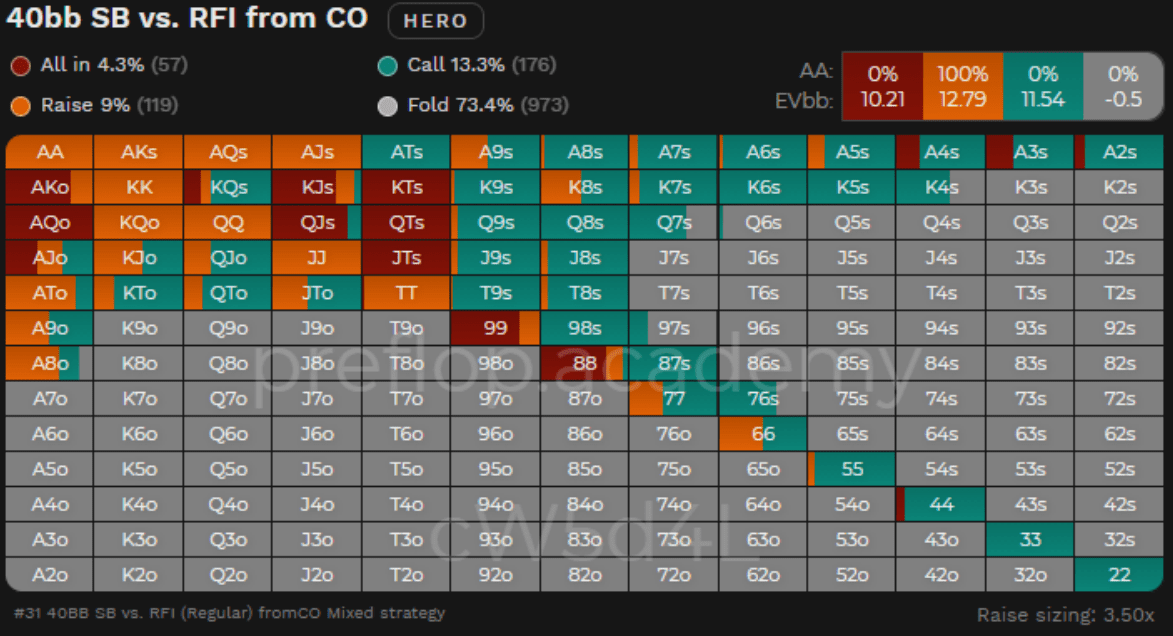 40bb SB vs. RFI from CO HERO
All in 4.3% (57) Call 13.3% (176)
Raise 9% (119) Fold 73.4% (973)
AA: 0% 100% 0% 0%
EVbb: 10.21 12.79 11.54 -0.5
AA AKs AQs AJs ATs A9s A8s A7s A6s A5s A4s A3s A2s
AKo KK KQs KJs KTs K9s K8s K7s K6s K5s K4s K3s K2s
AQo KQo QQ QJs QTs Q9s Q8s Q7s Q6s Q5s Q4s Q3s Q2s
AJo KJo QJo JJ JTs J9s J8s J7s J6s J5s J4s J3s J2s
ATo KTo QTo JTo TT T9s T8s T7s T6s T5s T4s T3s T2s
A9o K9o Q9o J9o T9o 99 98s 97s 96s 95s 94s 93s 92s
A8o K8o Q8o J8o T8o 98o 88 87s 86s 85s 84s 83s 82s
preflop.academy
A7o K7o Q7o J7o T7o 97o 87o 77 76s 75s 74s 73s 72s
A6o K6o Q6o J6o T6o 96o 86o 76o 66 65s 64s 63s 62s
A5o K5o Q5o J5o T5o 95o 85o 75o 65o 55 54s 53s 52s
A4o K4o Q4o J4o T4o 94o 84o 74o 64o 54o 44 43s 42s
cW5d4L
A3o K3o Q3o J3o T3o 93o 83o 73o 63o 53o 43o 33 32s
A2o K2o Q2o J2o T2o 92o 82o 72o 62o 52o 42o 32o 22
#31 40BB SB vs. RFI (Regular) fromCO Mixed strategy Raise sizing: 3.50x